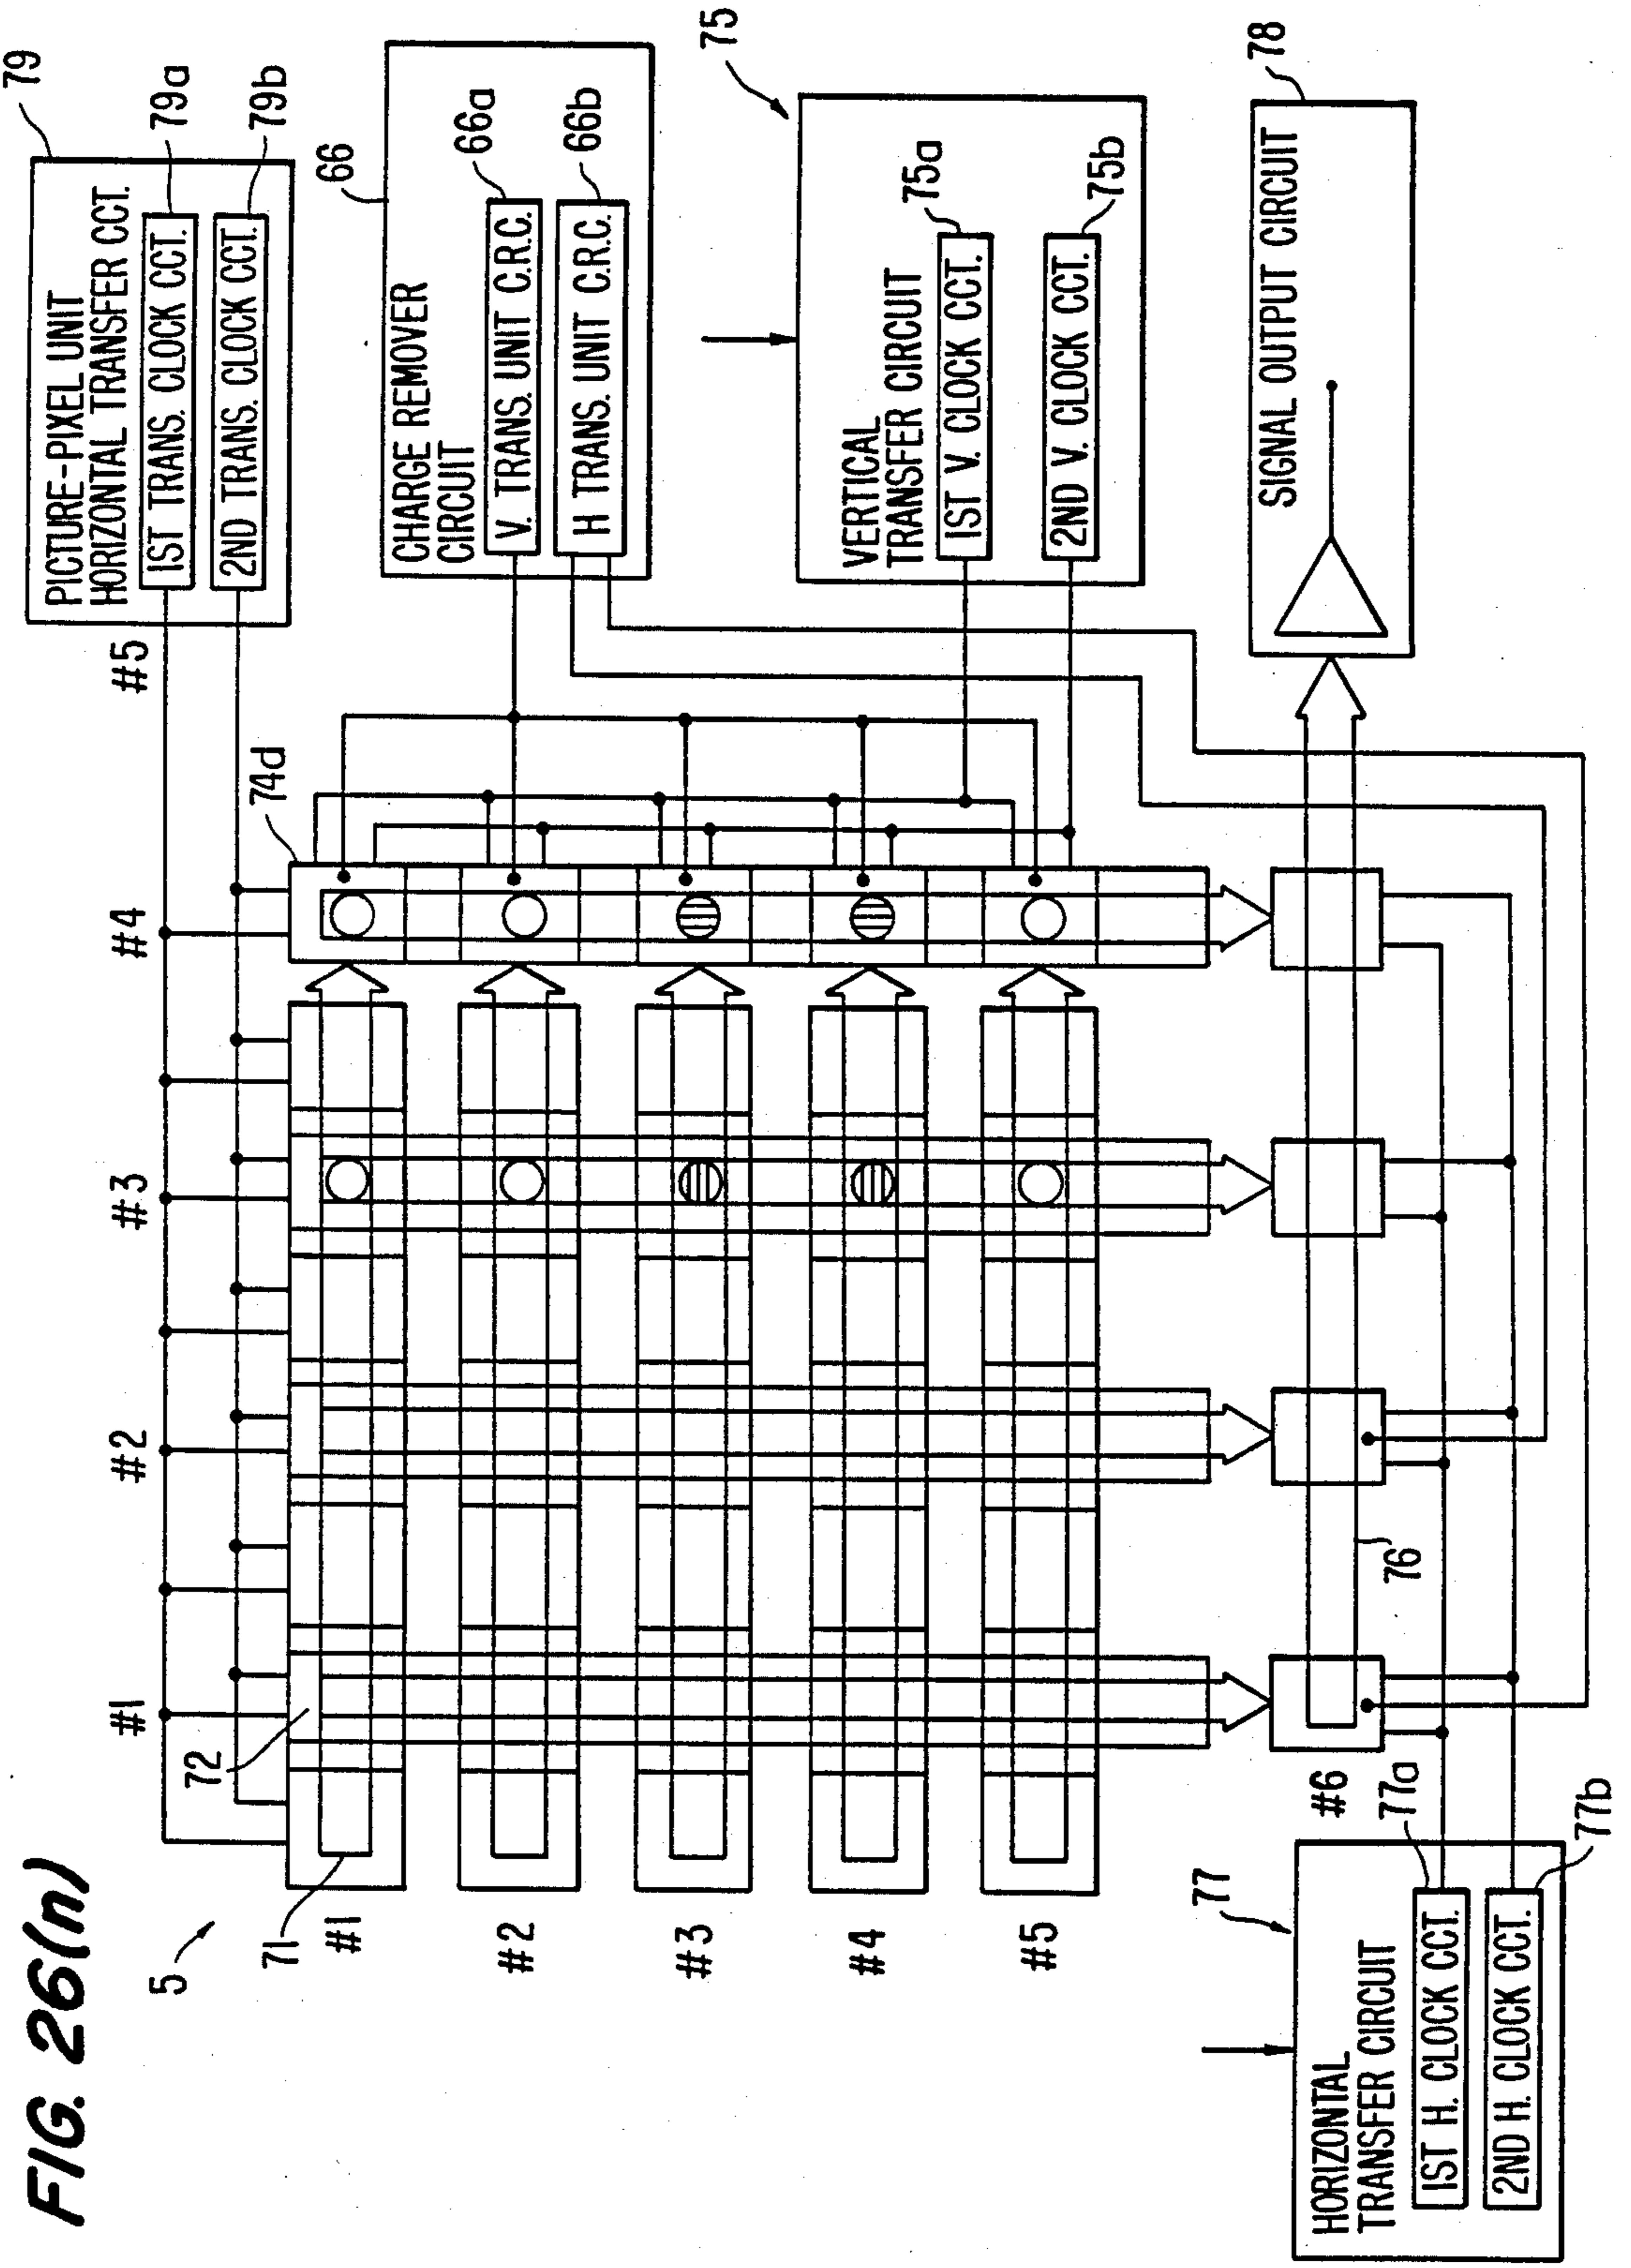 FIG. 26(n)
79
PICTURE-PIXEL UNIT
HORIZONTAL TRANSFER CCT.
1ST TRANS. CLOCK CCT.
79a
2ND TRANS. CLOCK CCT.
79b
66
CHARGE REMOVER
CIRCUIT
V. TRANS. UNIT C.R.C.
66a
H TRANS. UNIT C.R.C.
66b
75
VERTICAL
TRANSFER CIRCUIT
1ST V. CLOCK CCT.
75a
2ND V. CLOCK CCT.
75b
78
SIGNAL OUTPUT CIRCUIT
#1
#2
#3
#4
#5
74d
72
5
71
#1
#2
#3
#4
#5
#6
76
77
HORIZONTAL
TRANSFER CIRCUIT
1ST H. CLOCK CCT.
77a
2ND H. CLOCK CCT.
77b